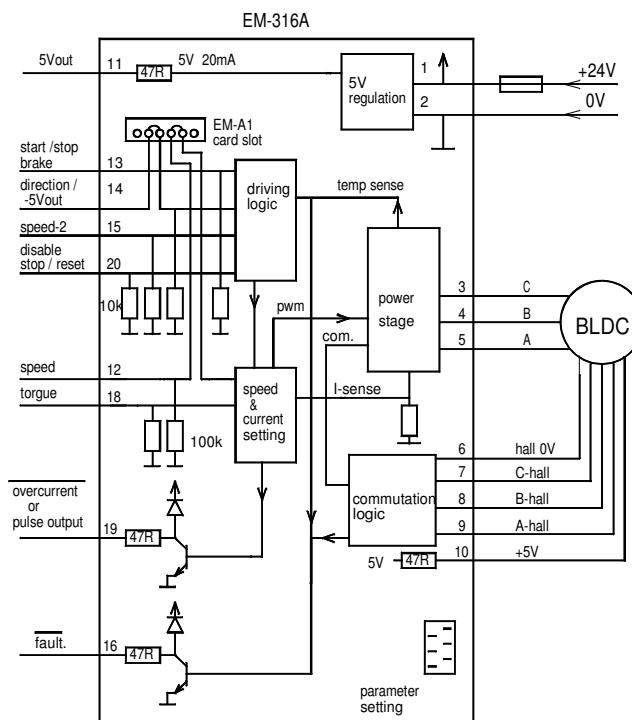 EM-316A
5Vout
11
47R
5V 20mA
5V
regulation
1
2
+24V
0V
EM-A1
card slot
start /stop
brake
13
direction /
-5Vout
14
speed-2
15
disable
stop / reset
20
driving
logic
temp sense
10k
power
stage
pwm
com.
3
C
4
B
5
A
BLDC
speed
12
torgue
18
speed
&
current
setting
I-sense
100k
6
hall 0V
7
C-hall
8
B-hall
9
A-hall
10
+5V
commutation
logic
5V
47R
overcurrent
or
pulse output
19
47R
fault.
16
47R
parameter
setting